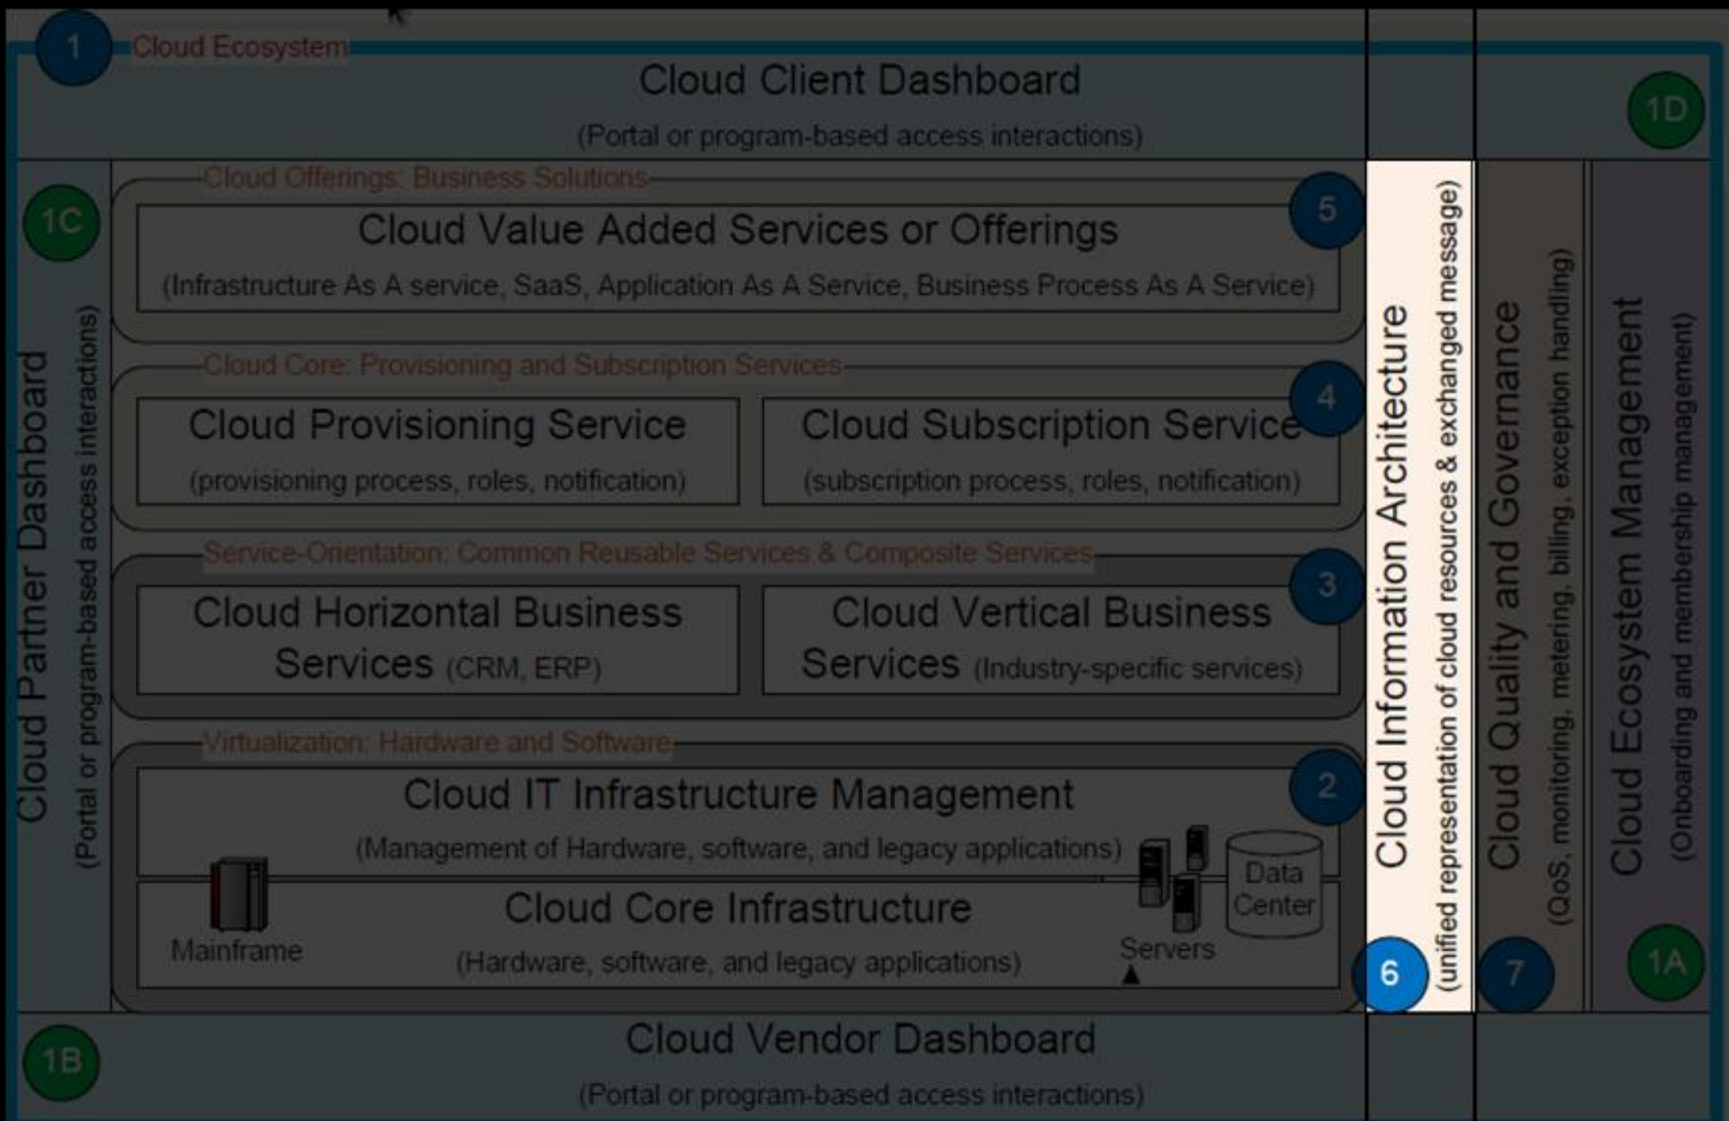 1
Cloud Ecosystem
Cloud Client Dashboard
(Portal or program-based access interactions)
1D
1C
Cloud Partner Dashboard
(Portal or program-based access interactions)
Cloud Offerings: Business Solutions
5
Cloud Value Added Services or Offerings
(Infrastructure As A service, SaaS, Application As A Service, Business Process As A Service)
Cloud Core: Provisioning and Subscription Services
4
Cloud Provisioning Service
(provisioning process, roles, notification)
Cloud Subscription Service
(subscription process, roles, notification)
Service-Orientation: Common Reusable Services & Composite Services
3
Cloud Horizontal Business
Services (CRM, ERP)
Cloud Vertical Business
Services (Industry-specific services)
Virtualization: Hardware and Software
2
Cloud IT Infrastructure Management
(Management of Hardware, software, and legacy applications)
Cloud Core Infrastructure
(Hardware, software, and legacy applications)
Mainframe
Servers
Data
Center
Cloud Information Architecture
(unified representation of cloud resources & exchanged message)
6
Cloud Quality and Governance
(QoS, monitoring, metering, billing, exception handling)
7
Cloud Ecosystem Management
(Onboarding and membership management)
1A
1B
Cloud Vendor Dashboard
(Portal or program-based access interactions)